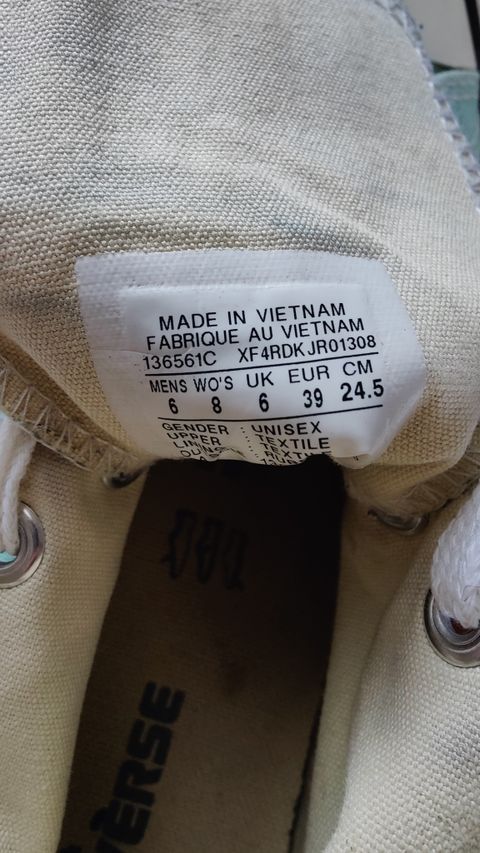 MADE IN VIETNAM
FABRIQUE AU VIETNAM
136561C XF4RDKJR01308
MENS WO'S UK EUR CM
6 8 6 39 24.5
GENDER : UNISEX
UPPER : TEXTILE
TEXTILE